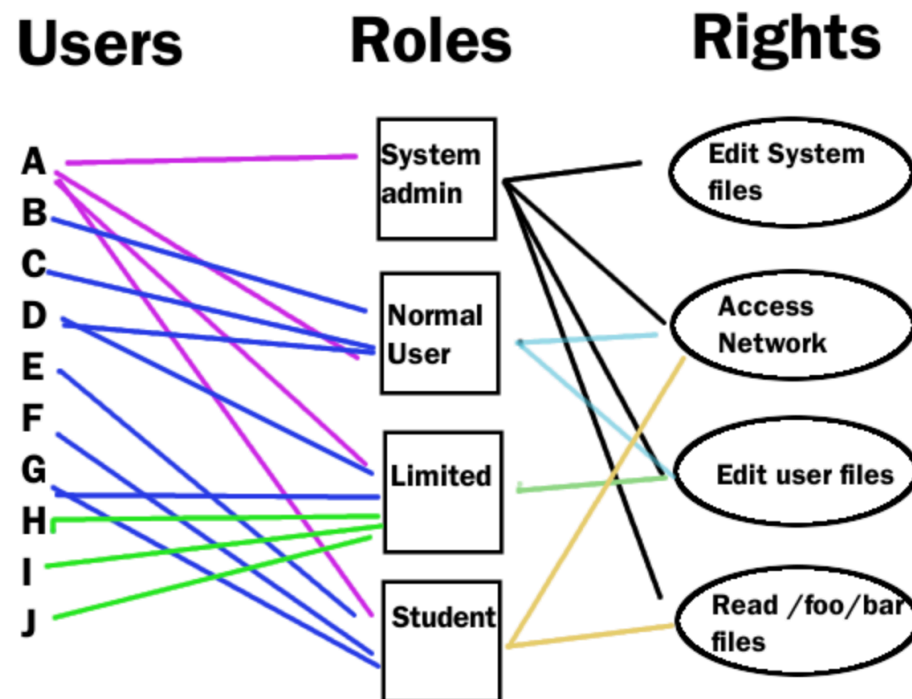 Users
Roles
Rights
A
B
C
D
E
F
G
H
I
J
System
admin
Normal
User
Limited
Student
Edit System
files
Access
Network
Edit user files
Read /foo/bar
files